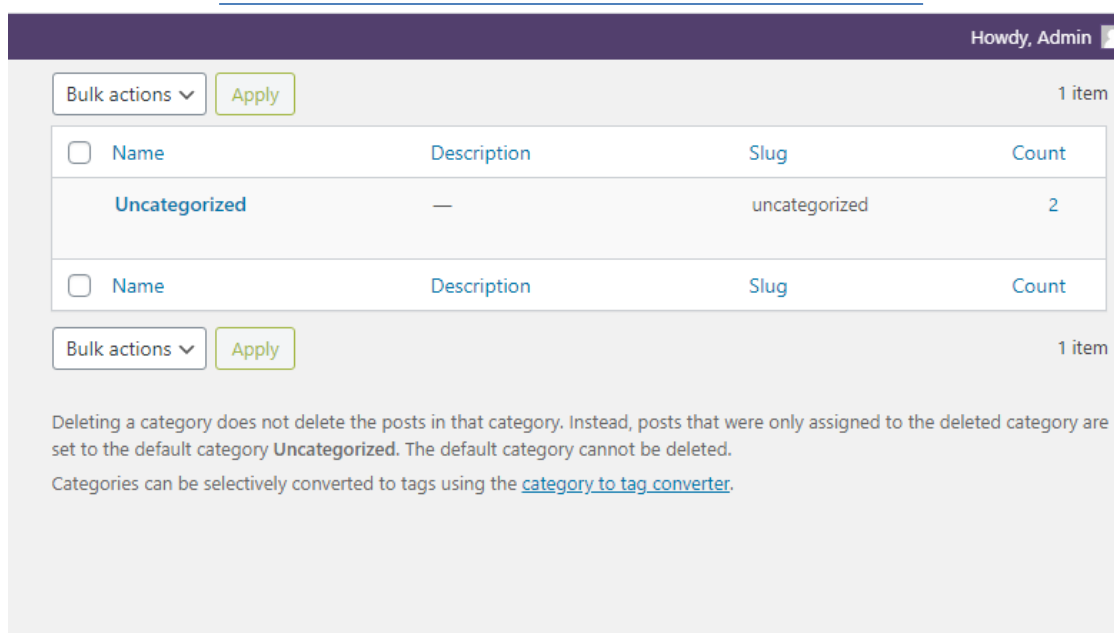 Howdy, Admin
Bulk actions Apply 1 item
Name Description Slug Count
Uncategorized — uncategorized 2
Name Description Slug Count
Bulk actions Apply 1 item
Deleting a category does not delete the posts in that category. Instead, posts that were only assigned to the deleted category are
set to the default category Uncategorized. The default category cannot be deleted.
Categories can be selectively converted to tags using the category to tag converter.